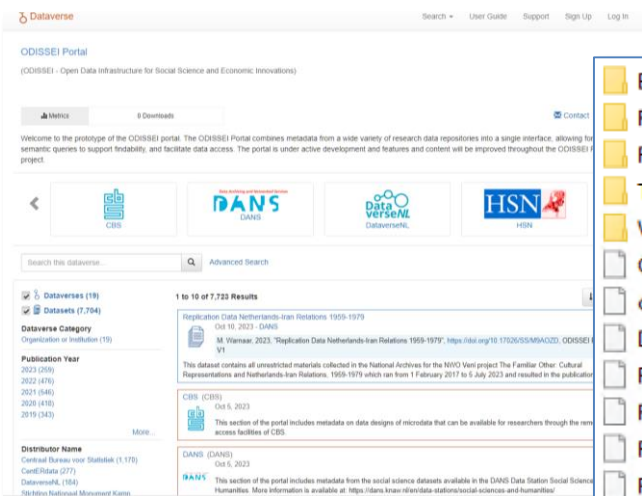 Dataverse
Search
User Guide
Support
Sign Up
Log In
ODISSEI Portal
(ODISSEI - Open Data Infrastructure for Social Science and Economic Innovations)
Metrics
0 Downloads
Contact
Welcome to the prototype of the ODISSEI portal. The ODISSEI Portal combines metadata from a wide variety of research data repositories into a single interface, allowing for
semantic queries to support findability, and facilitate data access. The portal is under active development and features and content will be improved throughout the ODISSEI
project
CBS
DANS
DANS
Data verseNL
DataverseNL
HSN
HSN
Search this dataverse...
Advanced Search
Dataverses (19)
Datasets (7,704)
Dataverse Category
Organization or Institution (19)
Publication Year
2023 (269)
2022 (476)
2021 (546)
2020 (418)
2019 (343)
More...
Distributor Name
Centraal Bureau voor Statistiek (1,170)
CentERdata (277)
DataverseNL (184)
Stichting Nationaal Monument Kamp
1 to 10 of 7,723 Results
Replication Data Netherlands-Iran Relations 1959-1979
Oct 10, 2023 - DANS
M. Warnaar, 2023, "Replication Data Netherlands-Iran Relations 1959-1979", https://doi.org/10.17026/SS/M9AOZD, ODISSEI
V1
This dataset contains all unrestricted materials collected in the National Archives for the NWO Veni project The Familiar Other: Cultural
Representations and Netherlands-Iran Relations, 1959-1979 which ran from 1 February 2017 to 5 July 2023 and resulted in the publication
CBS (CBS)
Oct 5, 2023
This section of the portal includes metadata on data designs of microdata that can be available for researchers through the
access facilities of CBS.
DANS (DANS)
Oct 5, 2023
DANS
This section of the portal includes metadata from the social science datasets available in the DANS Data Station Social
Humanities. More information is available at: https://dans.knaw.nl/en/data-stations/social-sciences-and-humanities/